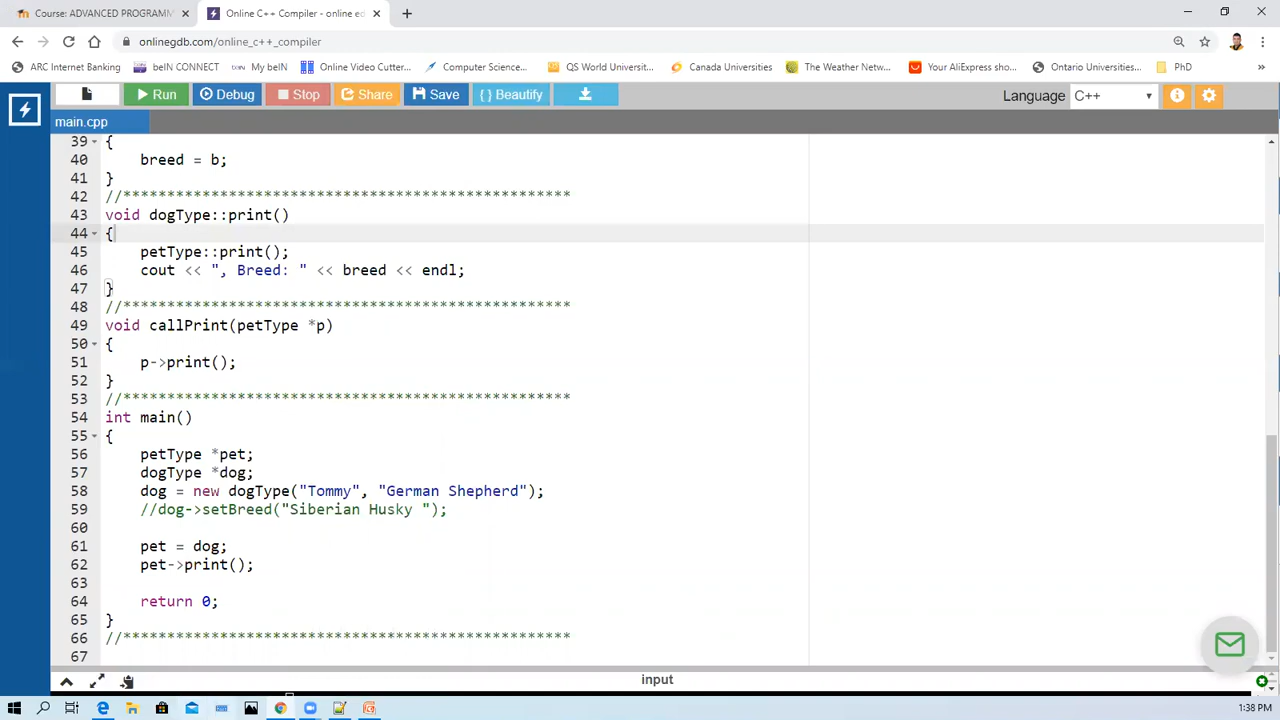 Course: ADVANCED PROGRAMM
Online C++ Compiler - online ed
onlinegdb.com/online_c++_compiler
ARC Internet Banking
beIN CONNECT
My beIN
Online Video Cutter...
Computer Science...
QS World Universit...
Canada Universities
The Weather Netw...
Your AliExpress sho...
Ontario Universities...
PhD
»
Run
Debug
Stop
Share
Save
{ } Beautify
Language C++
main.cpp
39 {
40 breed = b;
41 }
42 //***************************************************
43 void dogType::print()
44 {
45 petType::print();
46 cout << ", Breed: " << breed << endl;
47 }
48 //***************************************************
49 void callPrint(petType *p)
50 {
51 p->print();
52 }
53 //***************************************************
54 int main()
55 {
56 petType *pet;
57 dogType *dog;
58 dog = new dogType("Tommy", "German Shepherd");
59 //dog->setBreed("Siberian Husky ");
60
61 pet = dog;
62 pet->print();
63
64 return 0;
65 }
66 //***************************************************
67
input
1:38 PM